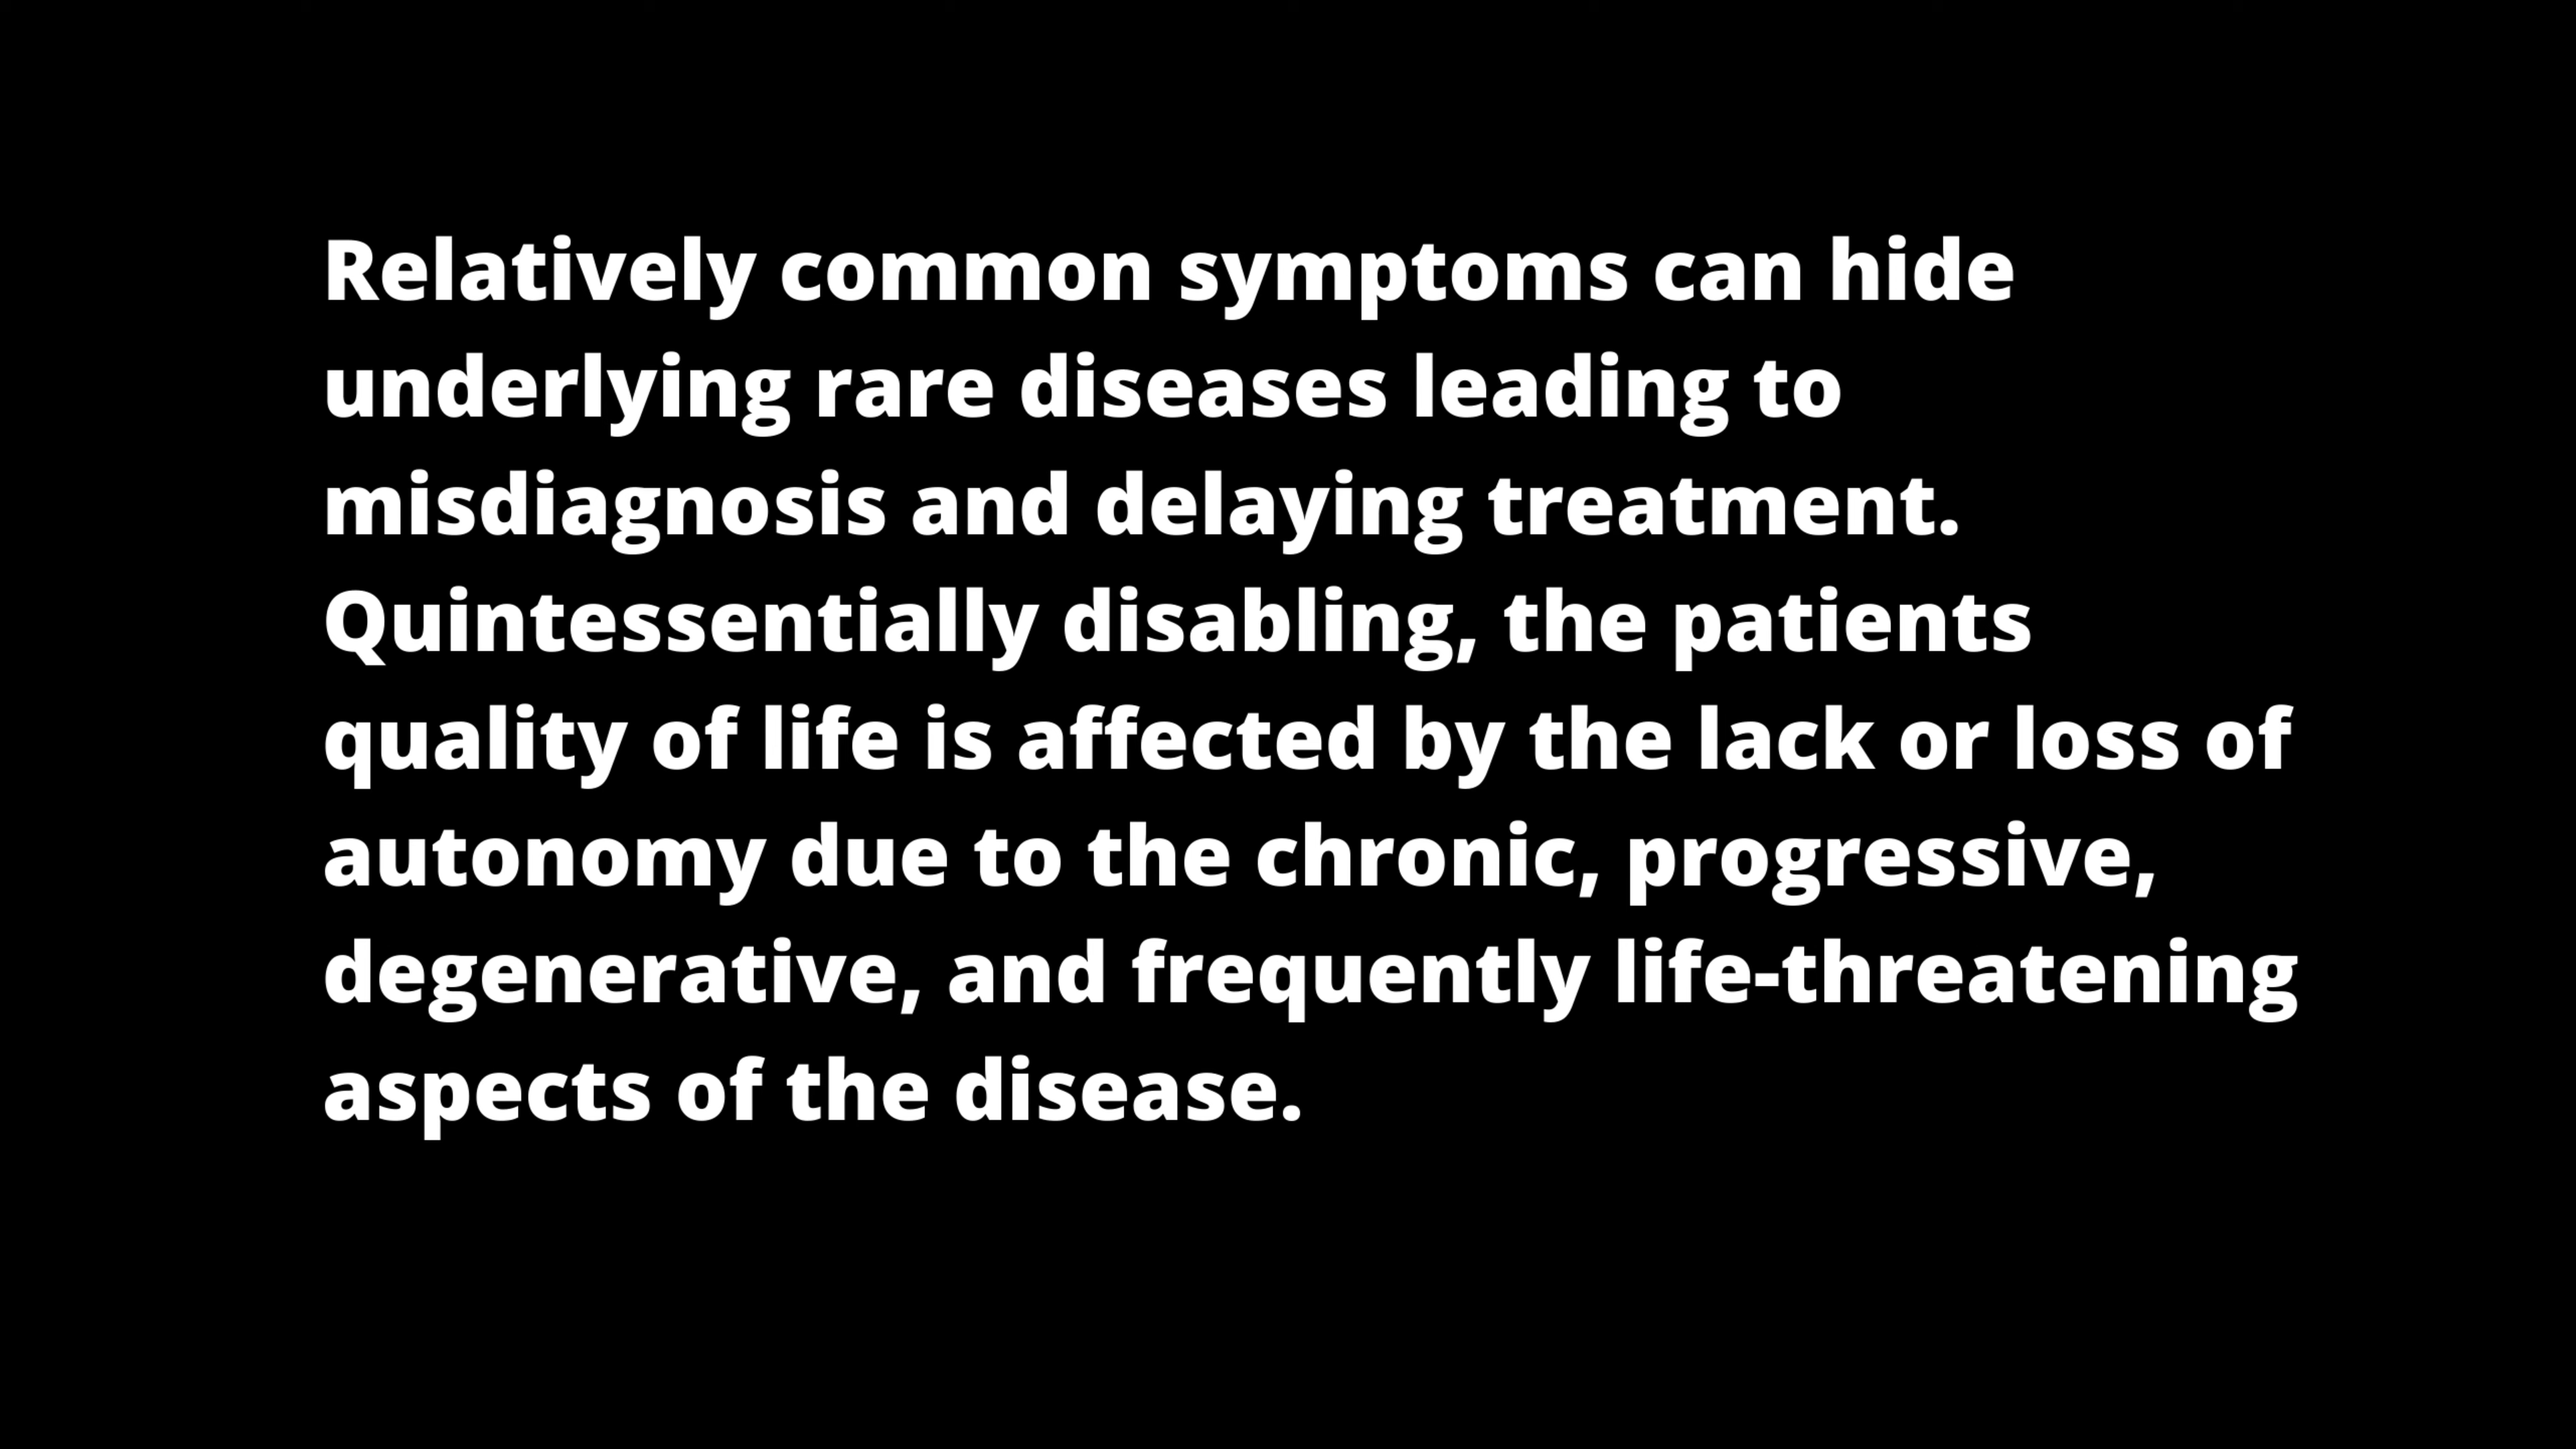 Relatively common symptoms can hide
underlying rare diseases leading to
misdiagnosis and delaying treatment.
Quintessentially disabling, the patients
quality of life is affected by the lack or loss of
autonomy due to the chronic, progressive,
degenerative, and frequently life-threatening
aspects of the disease.